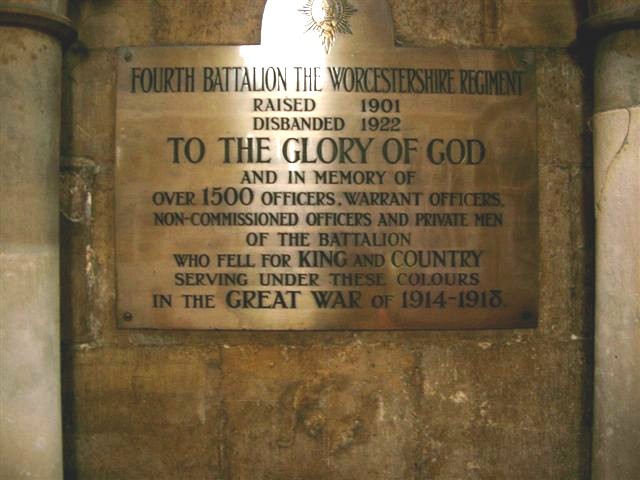 FOURTH BATTALION THE WORCESTERSHIRE REGIMENT
RAISED 1901
DISBANDED 1922
TO THE GLORY OF GOD
AND IN MEMORY OF
OVER 1500 OFFICERS, WARRANT OFFICERS,
NON-COMMISSIONED OFFICERS AND PRIVATE MEN
OF THE BATTALION
WHO FELL FOR KING AND COUNTRY
SERVING UNDER THESE COLOURS
IN THE GREAT WAR OF 1914-1918.